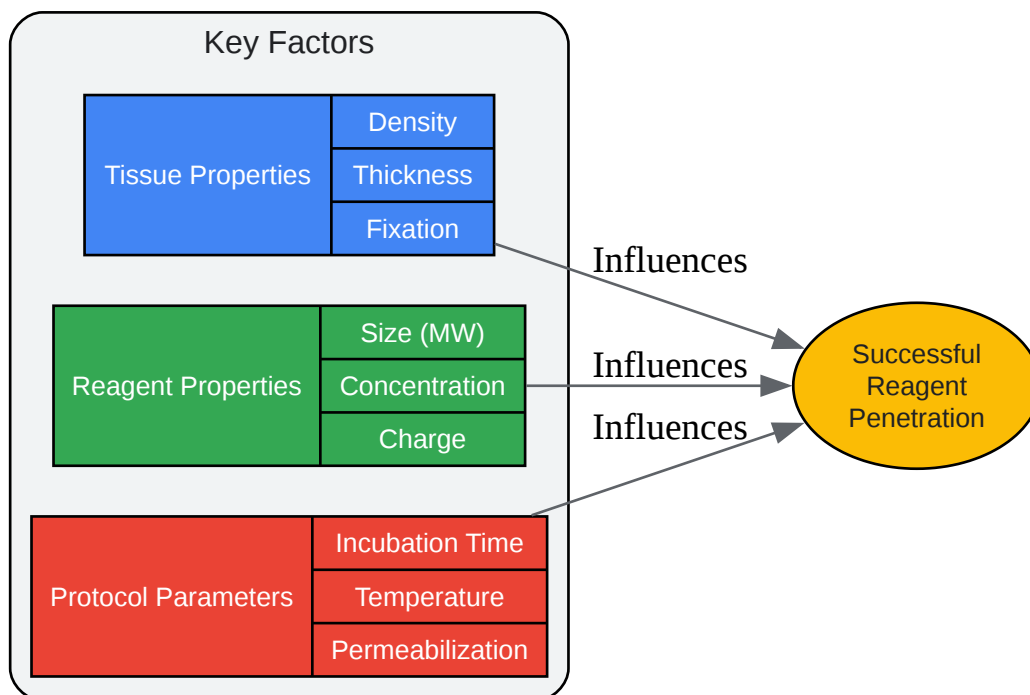 Key Factors
Tissue Properties
Density
Thickness
Fixation
Influences
Reagent Properties
Size (MW)
Concentration
Charge
Influences
Protocol Parameters
Incubation Time
Temperature
Permeabilization
Influences
Successful
Reagent
Penetration